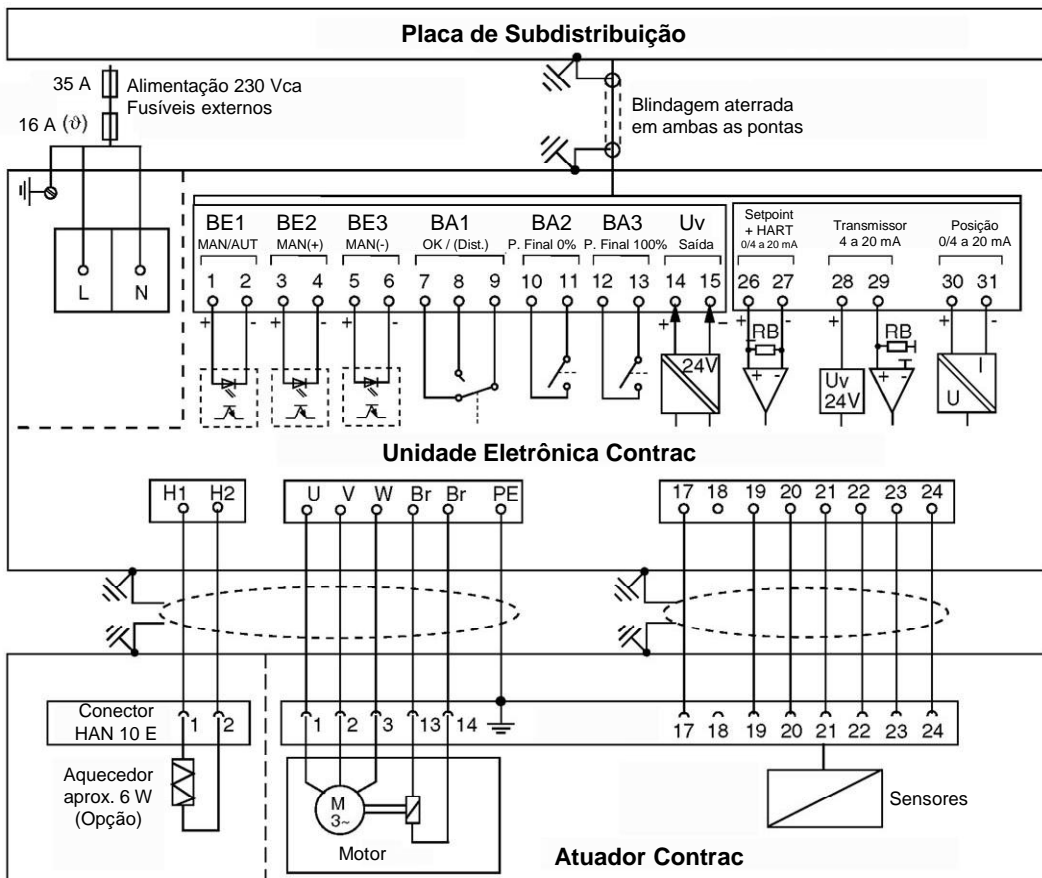 Placa de Subdistribuição
35 A
Alimentação 230 Vca
Fusíveis externos
16 A (ϑ)
Blindagem aterrada
em ambas as pontas
BE1 BE2 BE3 BA1 BA2 BA3 Uv
MAN/AUT MAN(+) MAN(-) OK / (Dist.) P. Final 0% P. Final 100% Saída
Setpoint
+ HART
0/4 a 20 mA
Transmissor
4 a 20 mA
Posição
0/4 a 20 mA
1 2 3 4 5 6 7 8 9 10 11 12 13 14 15 26 27 28 29 30 31
L N
+ - + - + - + - + - + - + -
RB RB
24V
+ -
Uv
24V
+ -
I
U
Unidade Eletrônica Contrac
H1 H2
U V W Br Br PE
17 18 19 20 21 22 23 24
Conector
HAN 10 E
1 2
1 2 3 13 14
17 18 19 20 21 22 23 24
Aquecedor
aprox. 6 W
(Opção)
M
3~
Motor
Sensores
Atuador Contrac